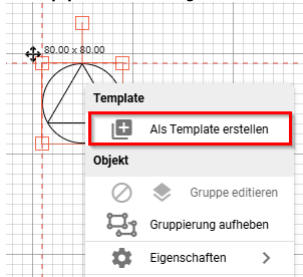 80.00 x 80.00
Template
Als Template erstellen
Objekt
Gruppe editieren
Gruppierung aufheben
Eigenschaften